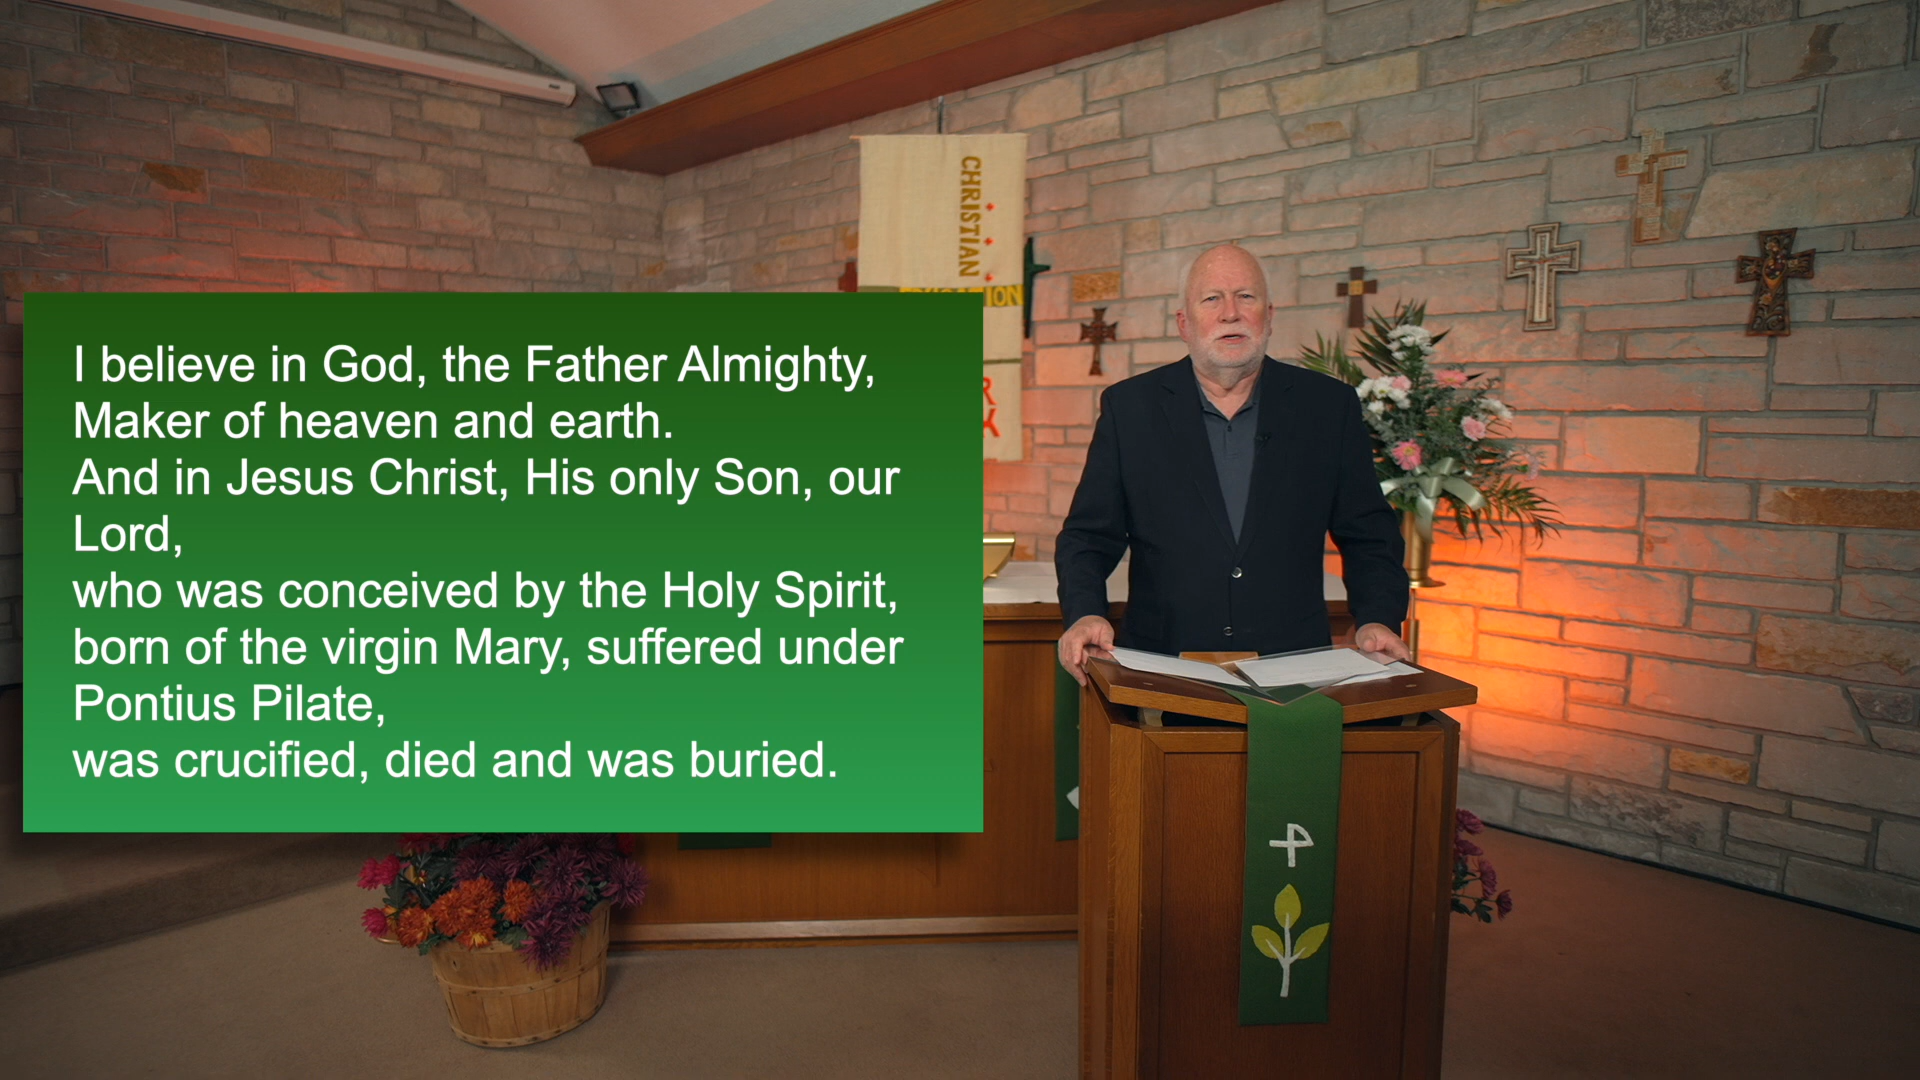 CHRISTIAN
I believe in God, the Father Almighty,
Maker of heaven and earth.
And in Jesus Christ, His only Son, our
Lord,
who was conceived by the Holy Spirit,
born of the virgin Mary, suffered under
Pontius Pilate,
was crucified, died and was buried.